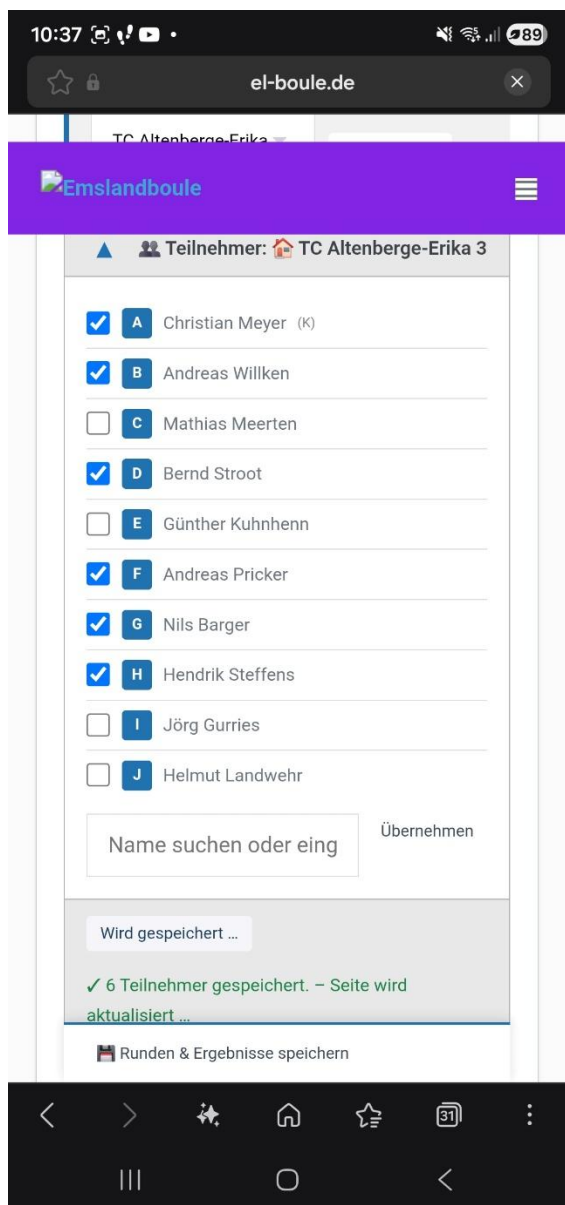 10:37
89
el-boule.de
TC Altenberge-Erika
Emslandboule
▲ 👥 Teilnehmer: 🏠 TC Altenberge-Erika 3
A Christian Meyer (K)
B Andreas Willken
C Mathias Meerten
D Bernd Stroot
E Günther Kuhnhenn
F Andreas Pricker
G Nils Barger
H Hendrik Steffens
I Jörg Gurries
J Helmut Landwehr
Name suchen oder eing
Übernehmen
Wird gespeichert ...
✓ 6 Teilnehmer gespeichert. – Seite wird
aktualisiert ...
💾 Runden & Ergebnisse speichern
31